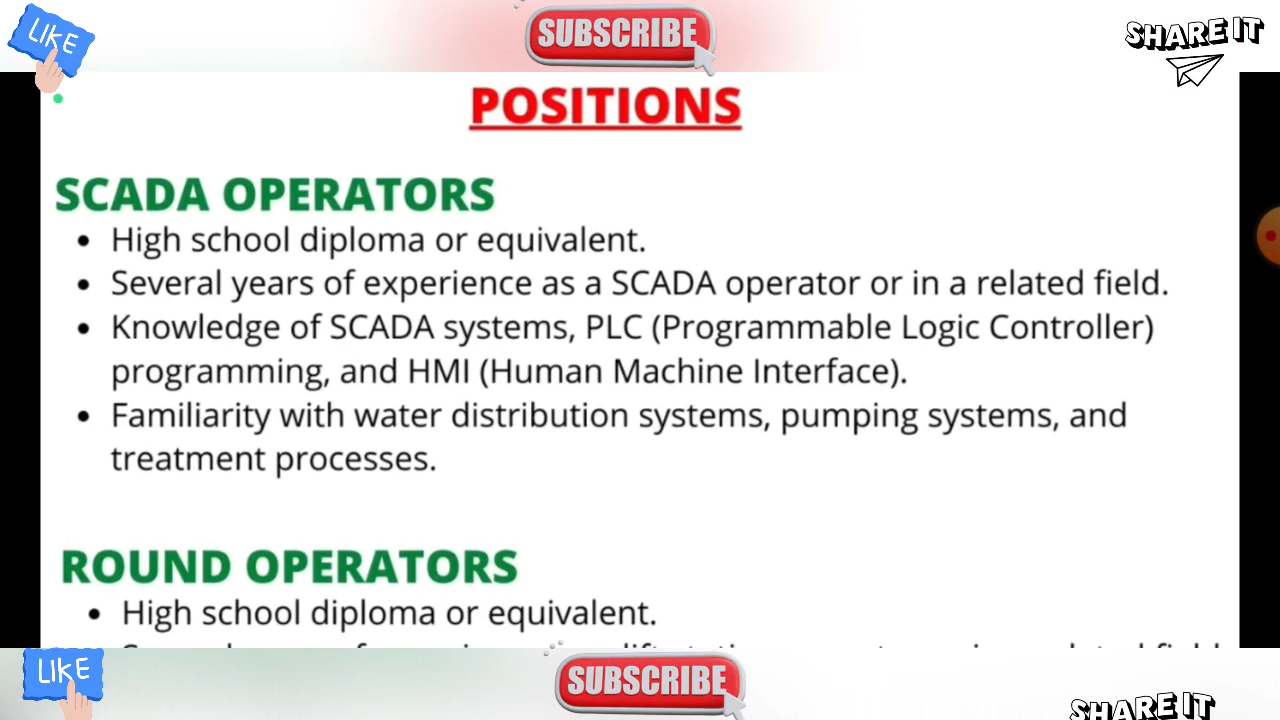 LIKE
SUBSCRIBE
SHARE IT
POSITIONS
SCADA OPERATORS
• High school diploma or equivalent.
• Several years of experience as a SCADA operator or in a related field.
• Knowledge of SCADA systems, PLC (Programmable Logic Controller)
programming, and HMI (Human Machine Interface).
• Familiarity with water distribution systems, pumping systems, and
treatment processes.
ROUND OPERATORS
• High school diploma or equivalent.
LIKE
SUBSCRIBE
SHARE IT